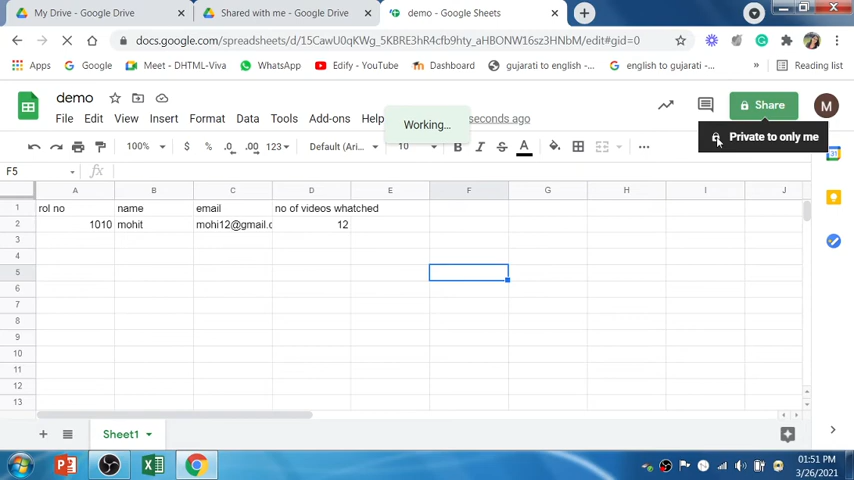 My Drive - Google Drive
Shared with me - Google Drive
demo - Google Sheets
docs.google.com/spreadsheets/d/15CawU0qKWg_5KBRE3hR4cfb9hty_aHBONW16sz3HNbM/edit#gid=0
Apps Google Meet - DHTML-Viva WhatsApp Edify - YouTube Dashboard gujarati to english -... english to gujarati -... » Reading list
demo
File Edit View Insert Format Data Tools Add-ons Help seconds ago
Working...
Share
M
Private to only me
100% $ % .0 .00 123 Default (Ari... 10 B I S A
F5 fx
A B C D E F G H I J
1 rol no name email no of videos whatched
2 1010 mohit mohi12@gmail.c 12
3
4
5
6
7
8
9
10
11
12
13
Sheet1
01:51 PM
3/26/2021